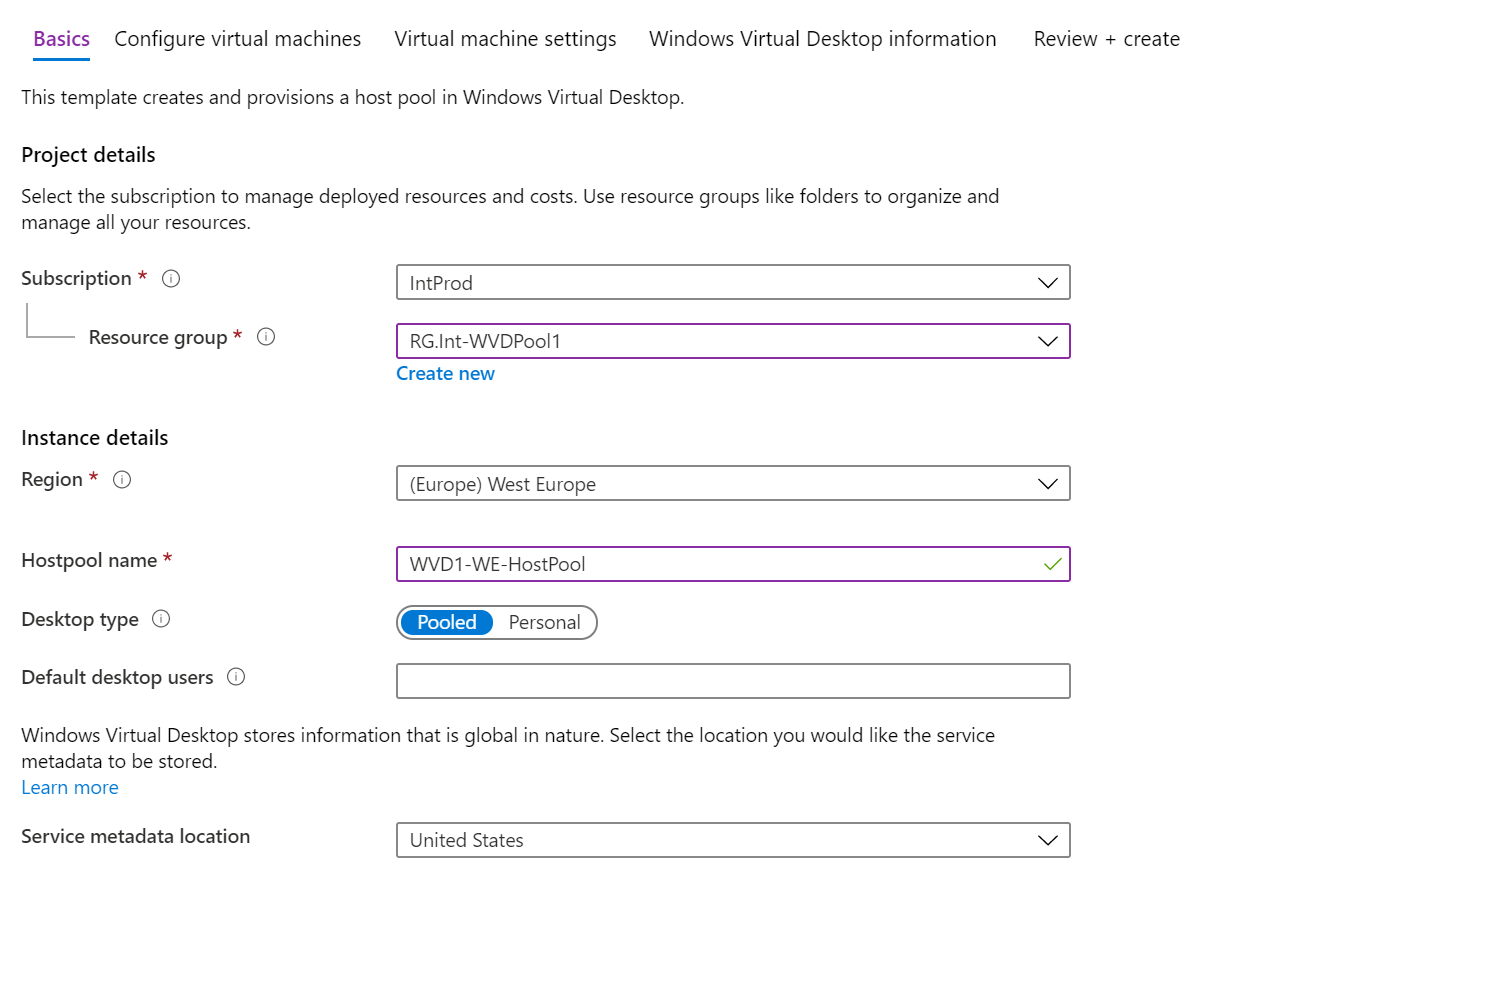 Basics Configure virtual machines Virtual machine settings Windows Virtual Desktop information Review + create
This template creates and provisions a host pool in Windows Virtual Desktop.
Project details
Select the subscription to manage deployed resources and costs. Use resource groups like folders to organize and
manage all your resources.
Subscription * IntProd
Resource group * RG.Int-WVDPool1
Create new
Instance details
Region * (Europe) West Europe
Hostpool name * WVD1-WE-HostPool
Desktop type Pooled Personal
Default desktop users
Windows Virtual Desktop stores information that is global in nature. Select the location you would like the service
metadata to be stored.
Learn more
Service metadata location United States